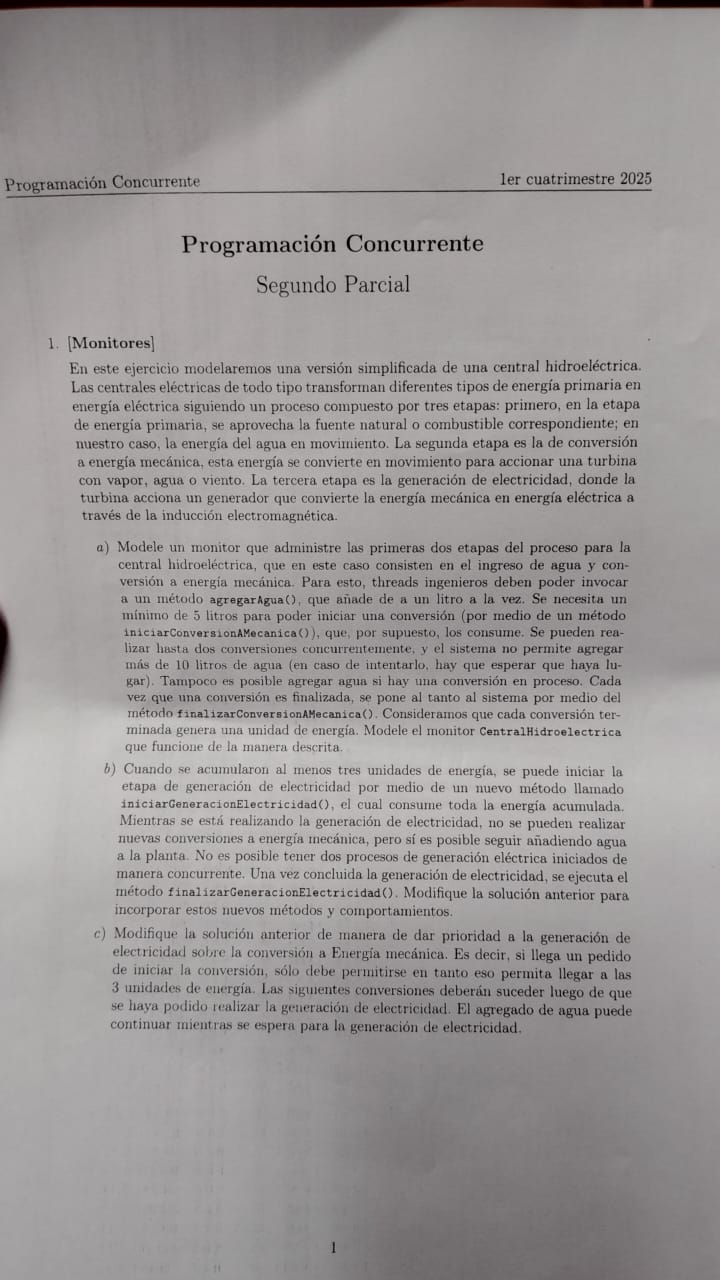 Programación Concurrente 1er cuatrimestre 2025
Programación Concurrente
Segundo Parcial
1. [Monitores]
En este ejercicio modelaremos una versión simplificada de una central hidroeléctrica.
Las centrales eléctricas de todo tipo transforman diferentes tipos de energía primaria en
energía eléctrica siguiendo un proceso compuesto por tres etapas: primero, en la etapa
de energía primaria, se aprovecha la fuente natural o combustible correspondiente; en
nuestro caso, la energía del agua en movimiento. La segunda etapa es la de conversión
a energía mecánica, esta energía se convierte en movimiento para accionar una turbina
con vapor, agua o viento. La tercera etapa es la generación de electricidad, donde la
turbina acciona un generador que convierte la energía mecánica en energía eléctrica a
través de la inducción electromagnética.
a) Modele un monitor que administre las primeras dos etapas del proceso para la
central hidroeléctrica, que en este caso consisten en el ingreso de agua y con-
versión a energía mecánica. Para esto, threads ingenieros deben poder invocar
a un método agregarAgua(), que añade de a un litro a la vez. Se necesita un
mínimo de 5 litros para poder iniciar una conversión (por medio de un método
iniciarConversionAMecanica()), que, por supuesto, los consume. Se pueden rea-
lizar hasta dos conversiones concurrentemente, y el sistema no permite agregar
más de 10 litros de agua (en caso de intentarlo, hay que esperar que haya lu-
gar). Tampoco es posible agregar agua si hay una conversión en proceso. Cada
vez que una conversión es finalizada, se pone al tanto al sistema por medio del
método finalizarConversionAMecanica(). Consideramos que cada conversión ter-
minada genera una unidad de energía. Modele el monitor CentralHidroelectrica
que funcione de la manera descrita.
b) Cuando se acumularon al menos tres unidades de energía, se puede iniciar la
etapa de generación de electricidad por medio de un nuevo método llamado
iniciarGeneracionElectricidad(), el cual consume toda la energía acumulada.
Mientras se está realizando la generación de electricidad, no se pueden realizar
nuevas conversiones a energía mecánica, pero sí es posible seguir añadiendo agua
a la planta. No es posible tener dos procesos de generación eléctrica iniciados de
manera concurrente. Una vez concluida la generación de electricidad, se ejecuta el
método finalizarGeneracionElectricidad(). Modifique la solución anterior para
incorporar estos nuevos métodos y comportamientos.
c) Modifique la solución anterior de manera de dar prioridad a la generación de
electricidad sobre la conversión a Energía mecánica. Es decir, si llega un pedido
de iniciar la conversión, sólo debe permitirse en tanto eso permita llegar a las
3 unidades de energía. Las siguientes conversiones deberán suceder luego de que
se haya podido realizar la generación de electricidad. El agregado de agua puede
continuar mientras se espera para la generación de electricidad.
1